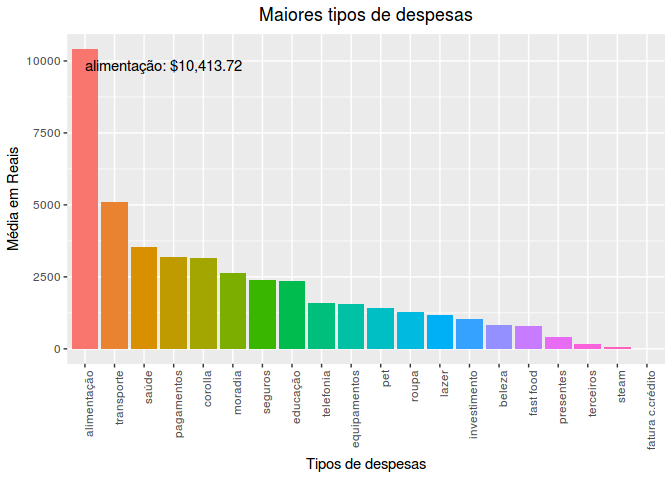 Maiores tipos de despesas
Média em Reais
10000
7500
5000
2500
0
alimentação: $10,413.72
alimentação
transporte
saúde
pagamentos
corolla
moradia
seguros
educação
telefonia
equipamentos
pet
roupa
lazer
investimento
beleza
fast food
presentes
terceiros
steam
fatura c.crédito
Tipos de despesas